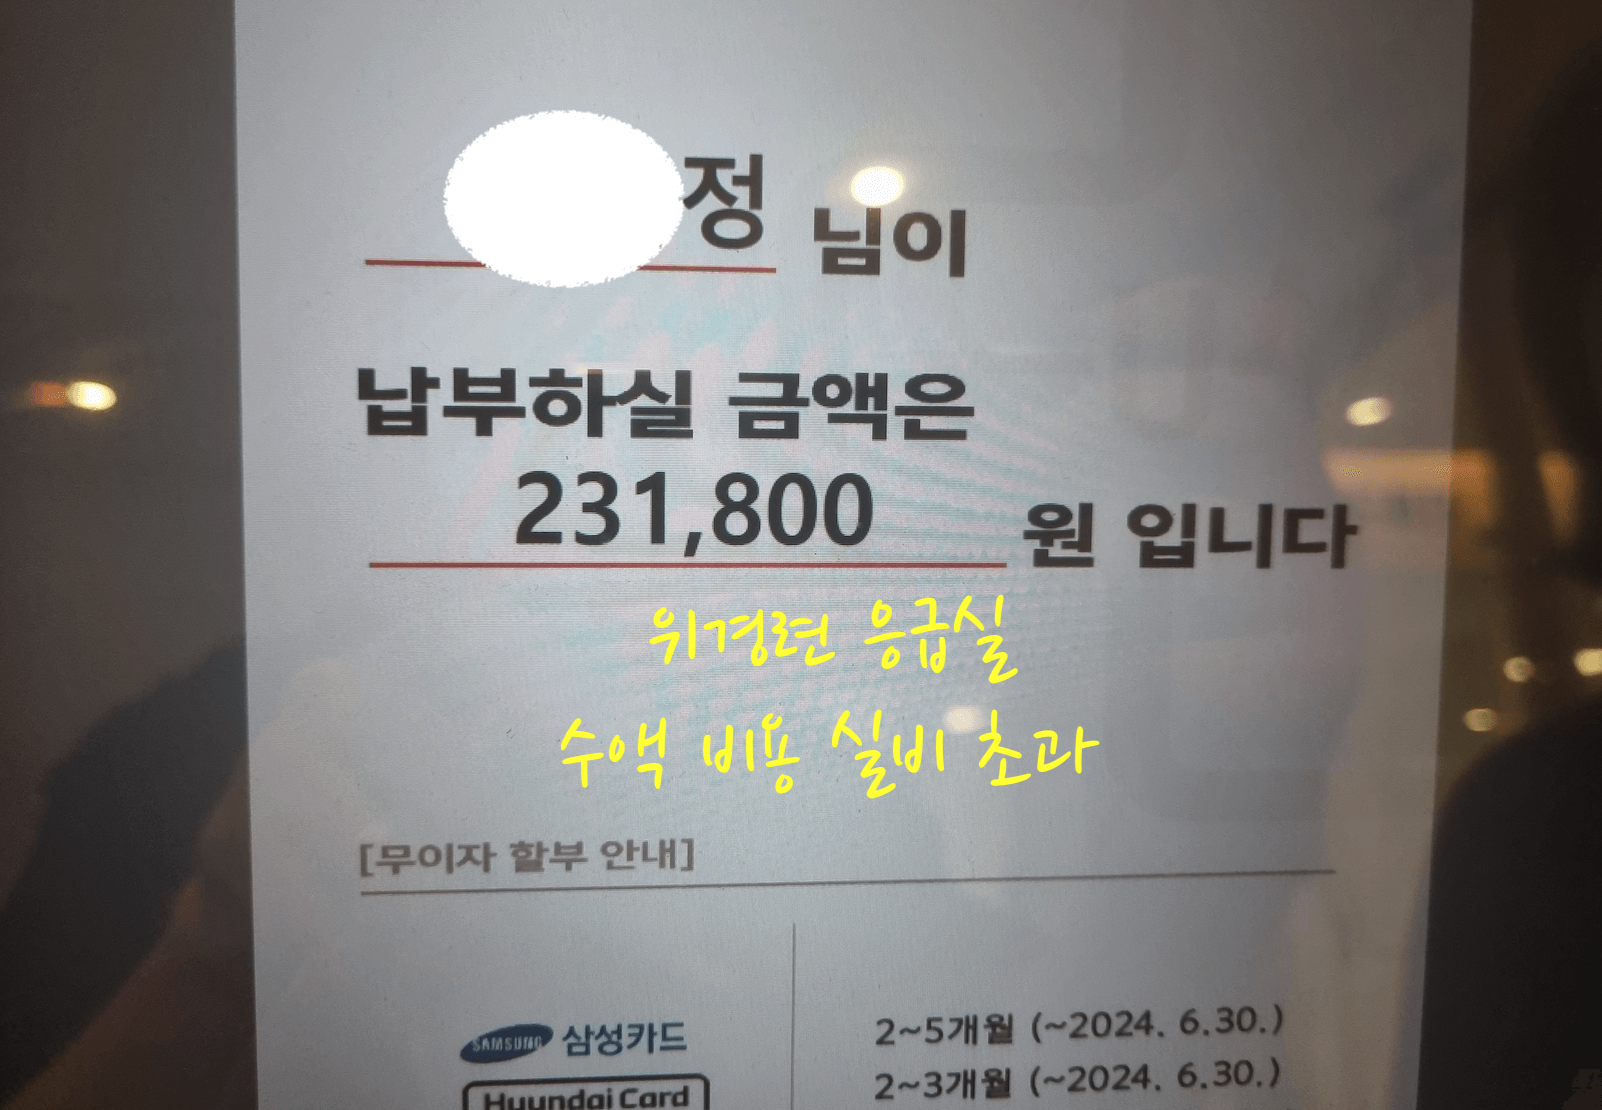 정 님이
납부하실 금액은
231,800 원 입니다
위경련 응급실
수액 비용 실비 초과
[무이자 할부 안내]
SAMSUNG 삼성카드
2~5개월 (~2024. 6.30.)
Hyundai Card
2~3개월 (~2024. 6.30.)